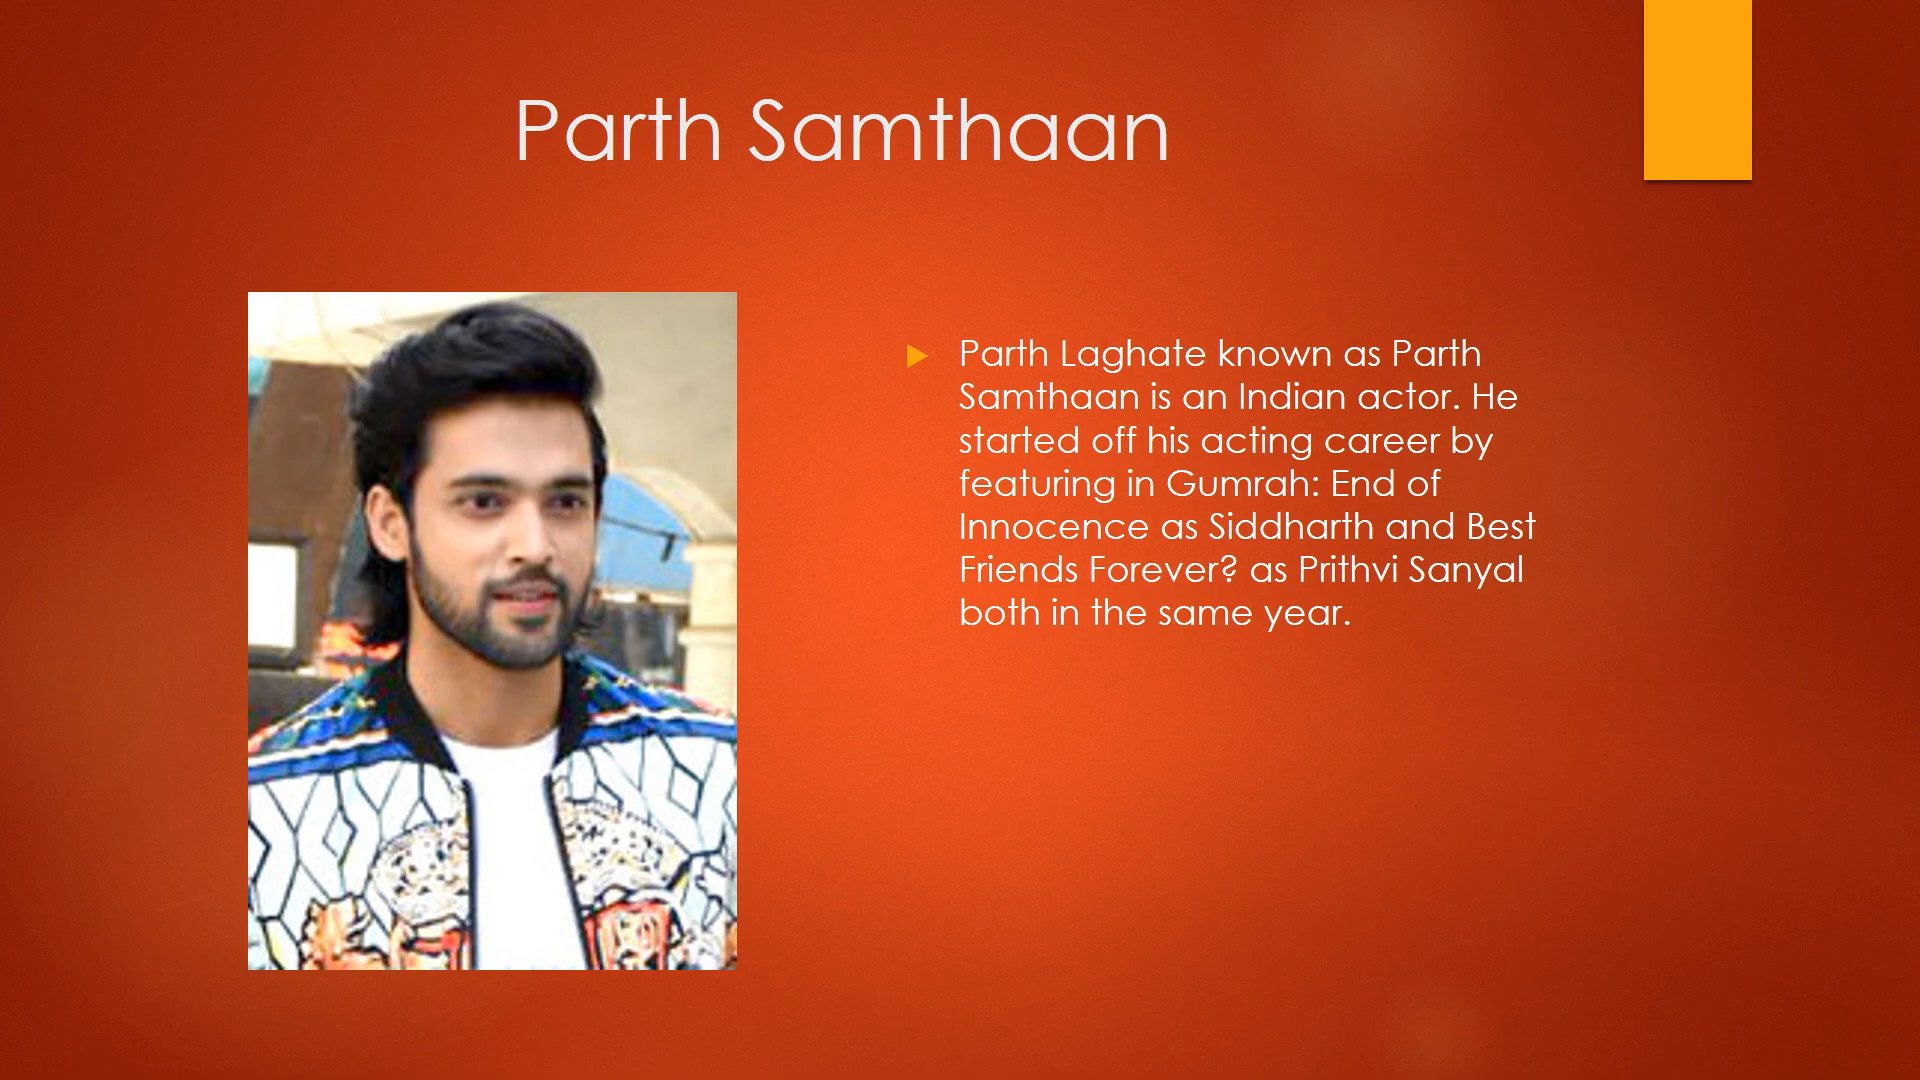 Parth Samthaan
Parth Laghate known as Parth
Samthaan is an Indian actor. He
started off his acting career by
featuring in Gumrah: End of
Innocence as Siddharth and Best
Friends Forever? as Prithvi Sanyal
both in the same year.